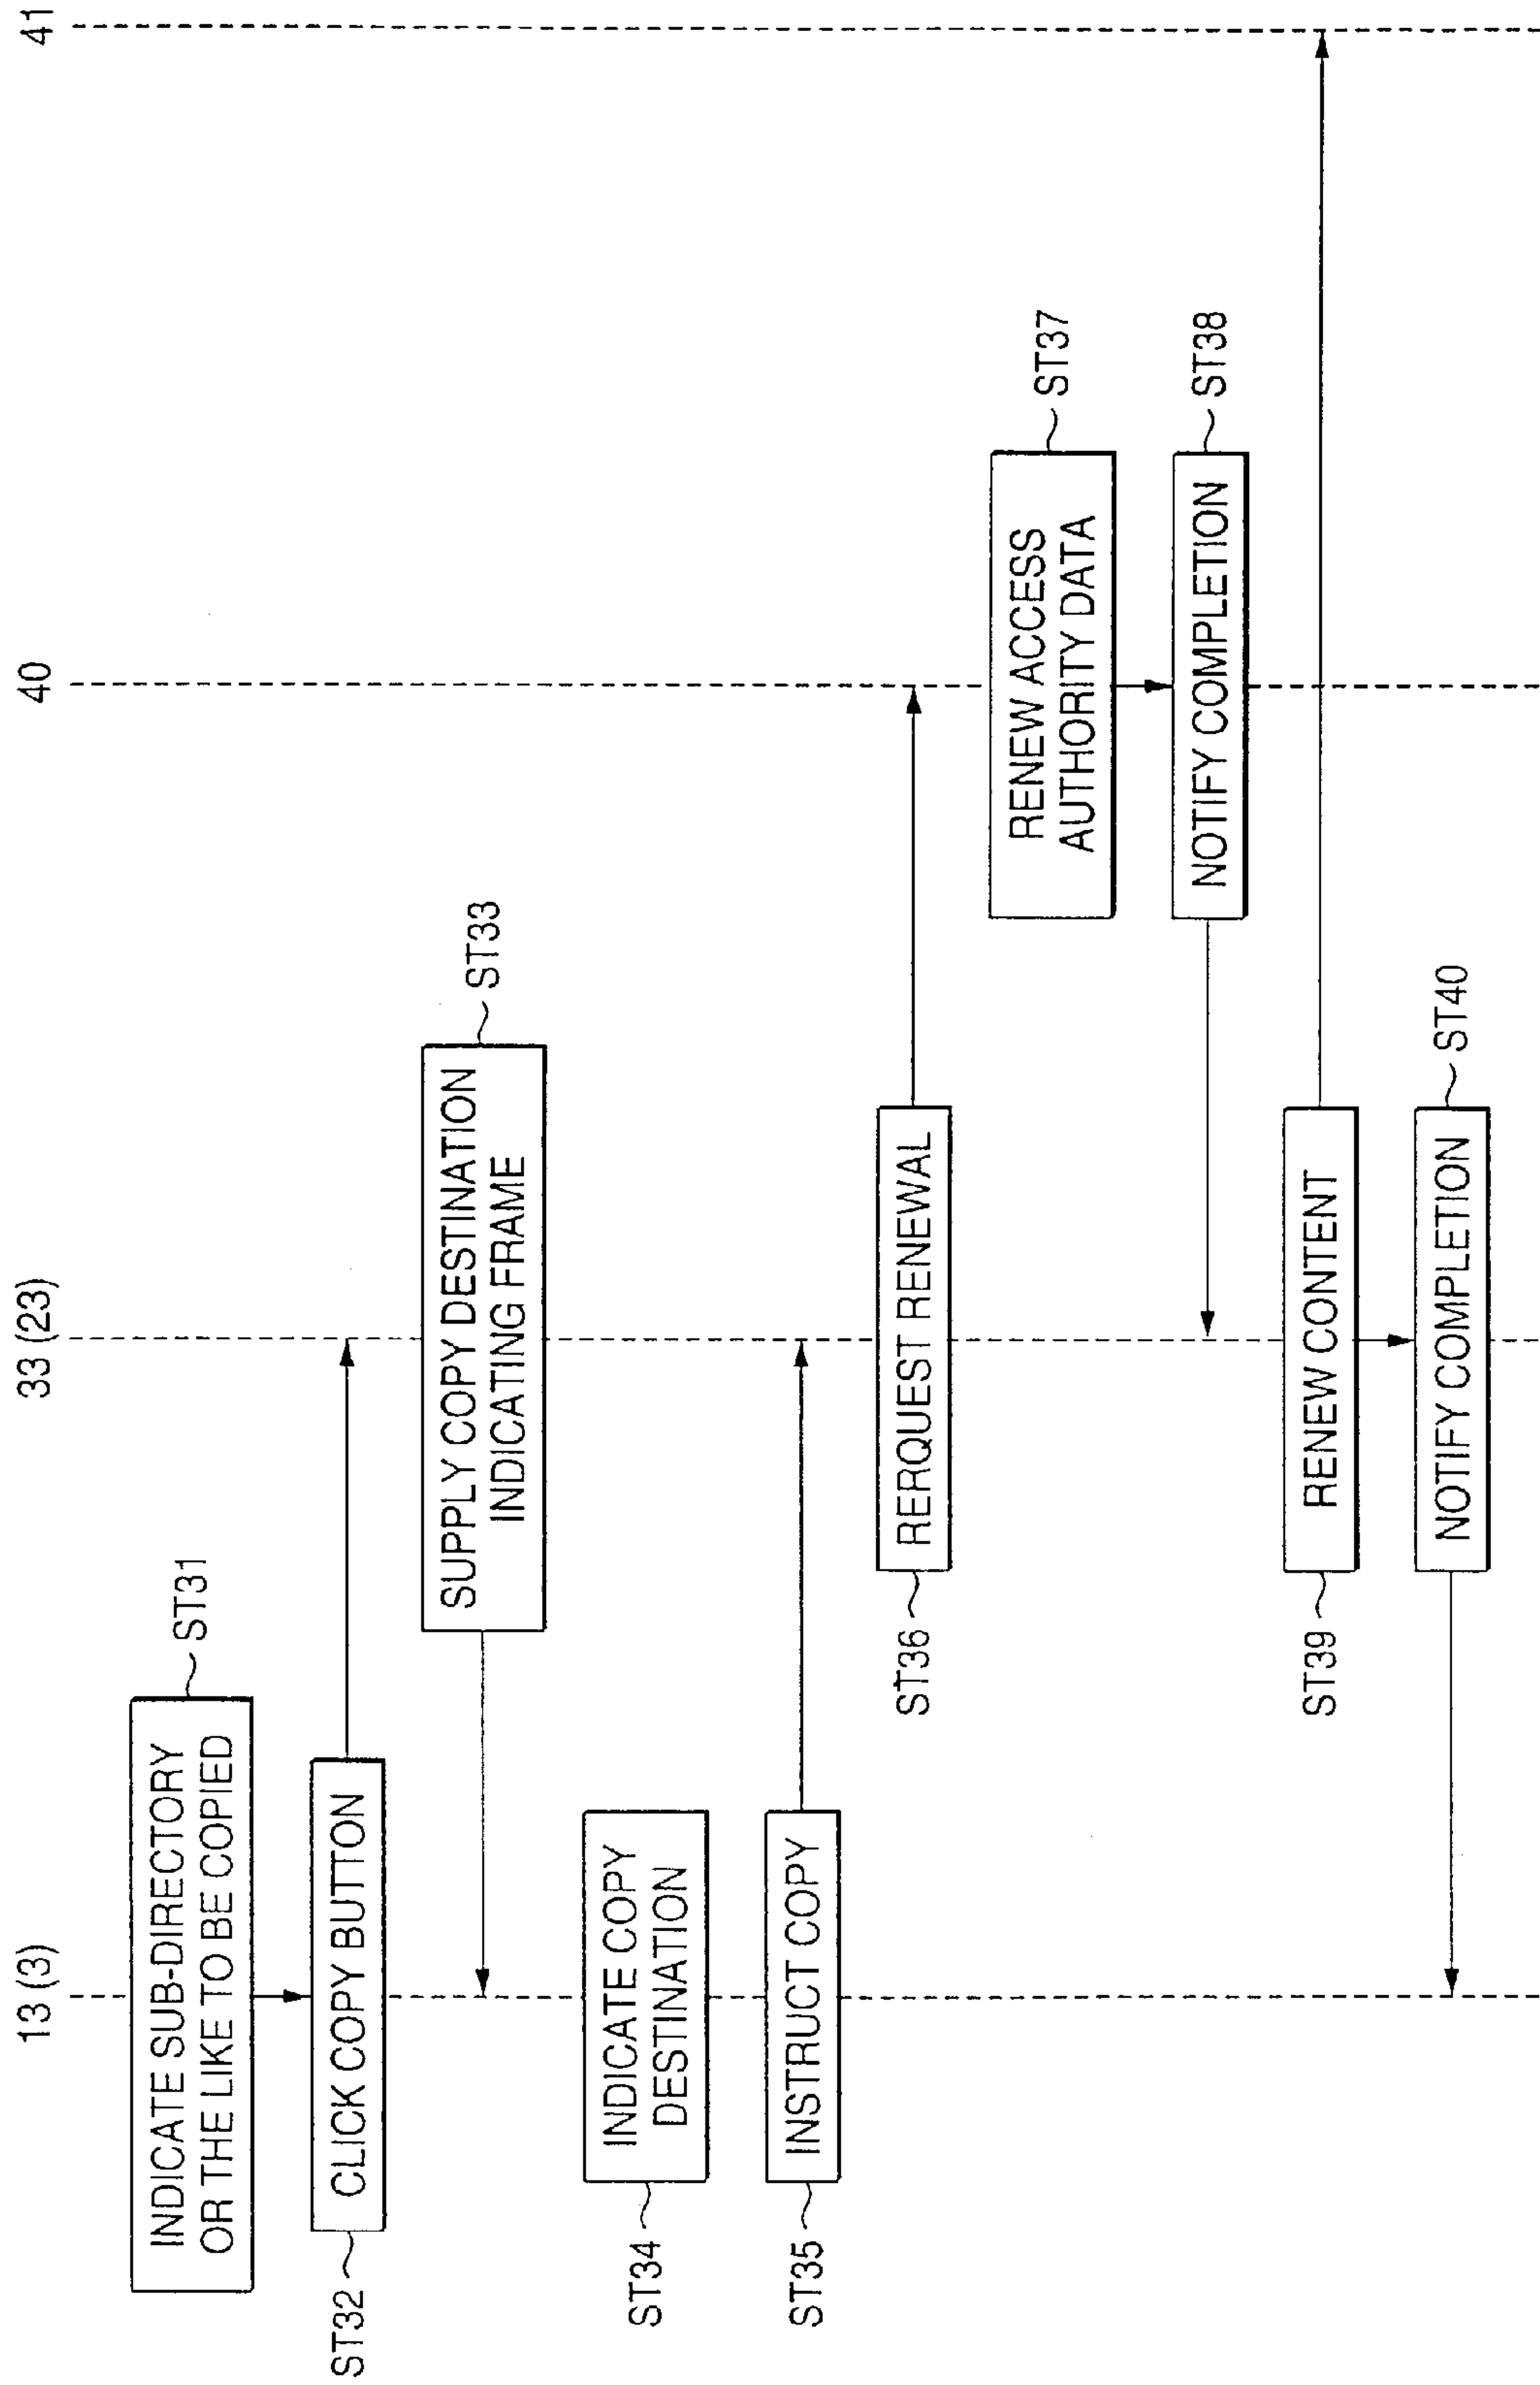 13 (3)
33 (23)
40
41
INDICATE SUB-DIRECTORY
OR THE LIKE TO BE COPIED
ST31
CLICK COPY BUTTON
ST32
SUPPLY COPY DESTINATION
INDICATING FRAME
ST33
INDICATE COPY
DESTINATION
ST34
INSTRUCT COPY
ST35
RERQUEST RENEWAL
ST36
RENEW ACCESS
AUTHORITY DATA
ST37
NOTIFY COMPLETION
ST38
RENEW CONTENT
ST39
NOTIFY COMPLETION
ST40